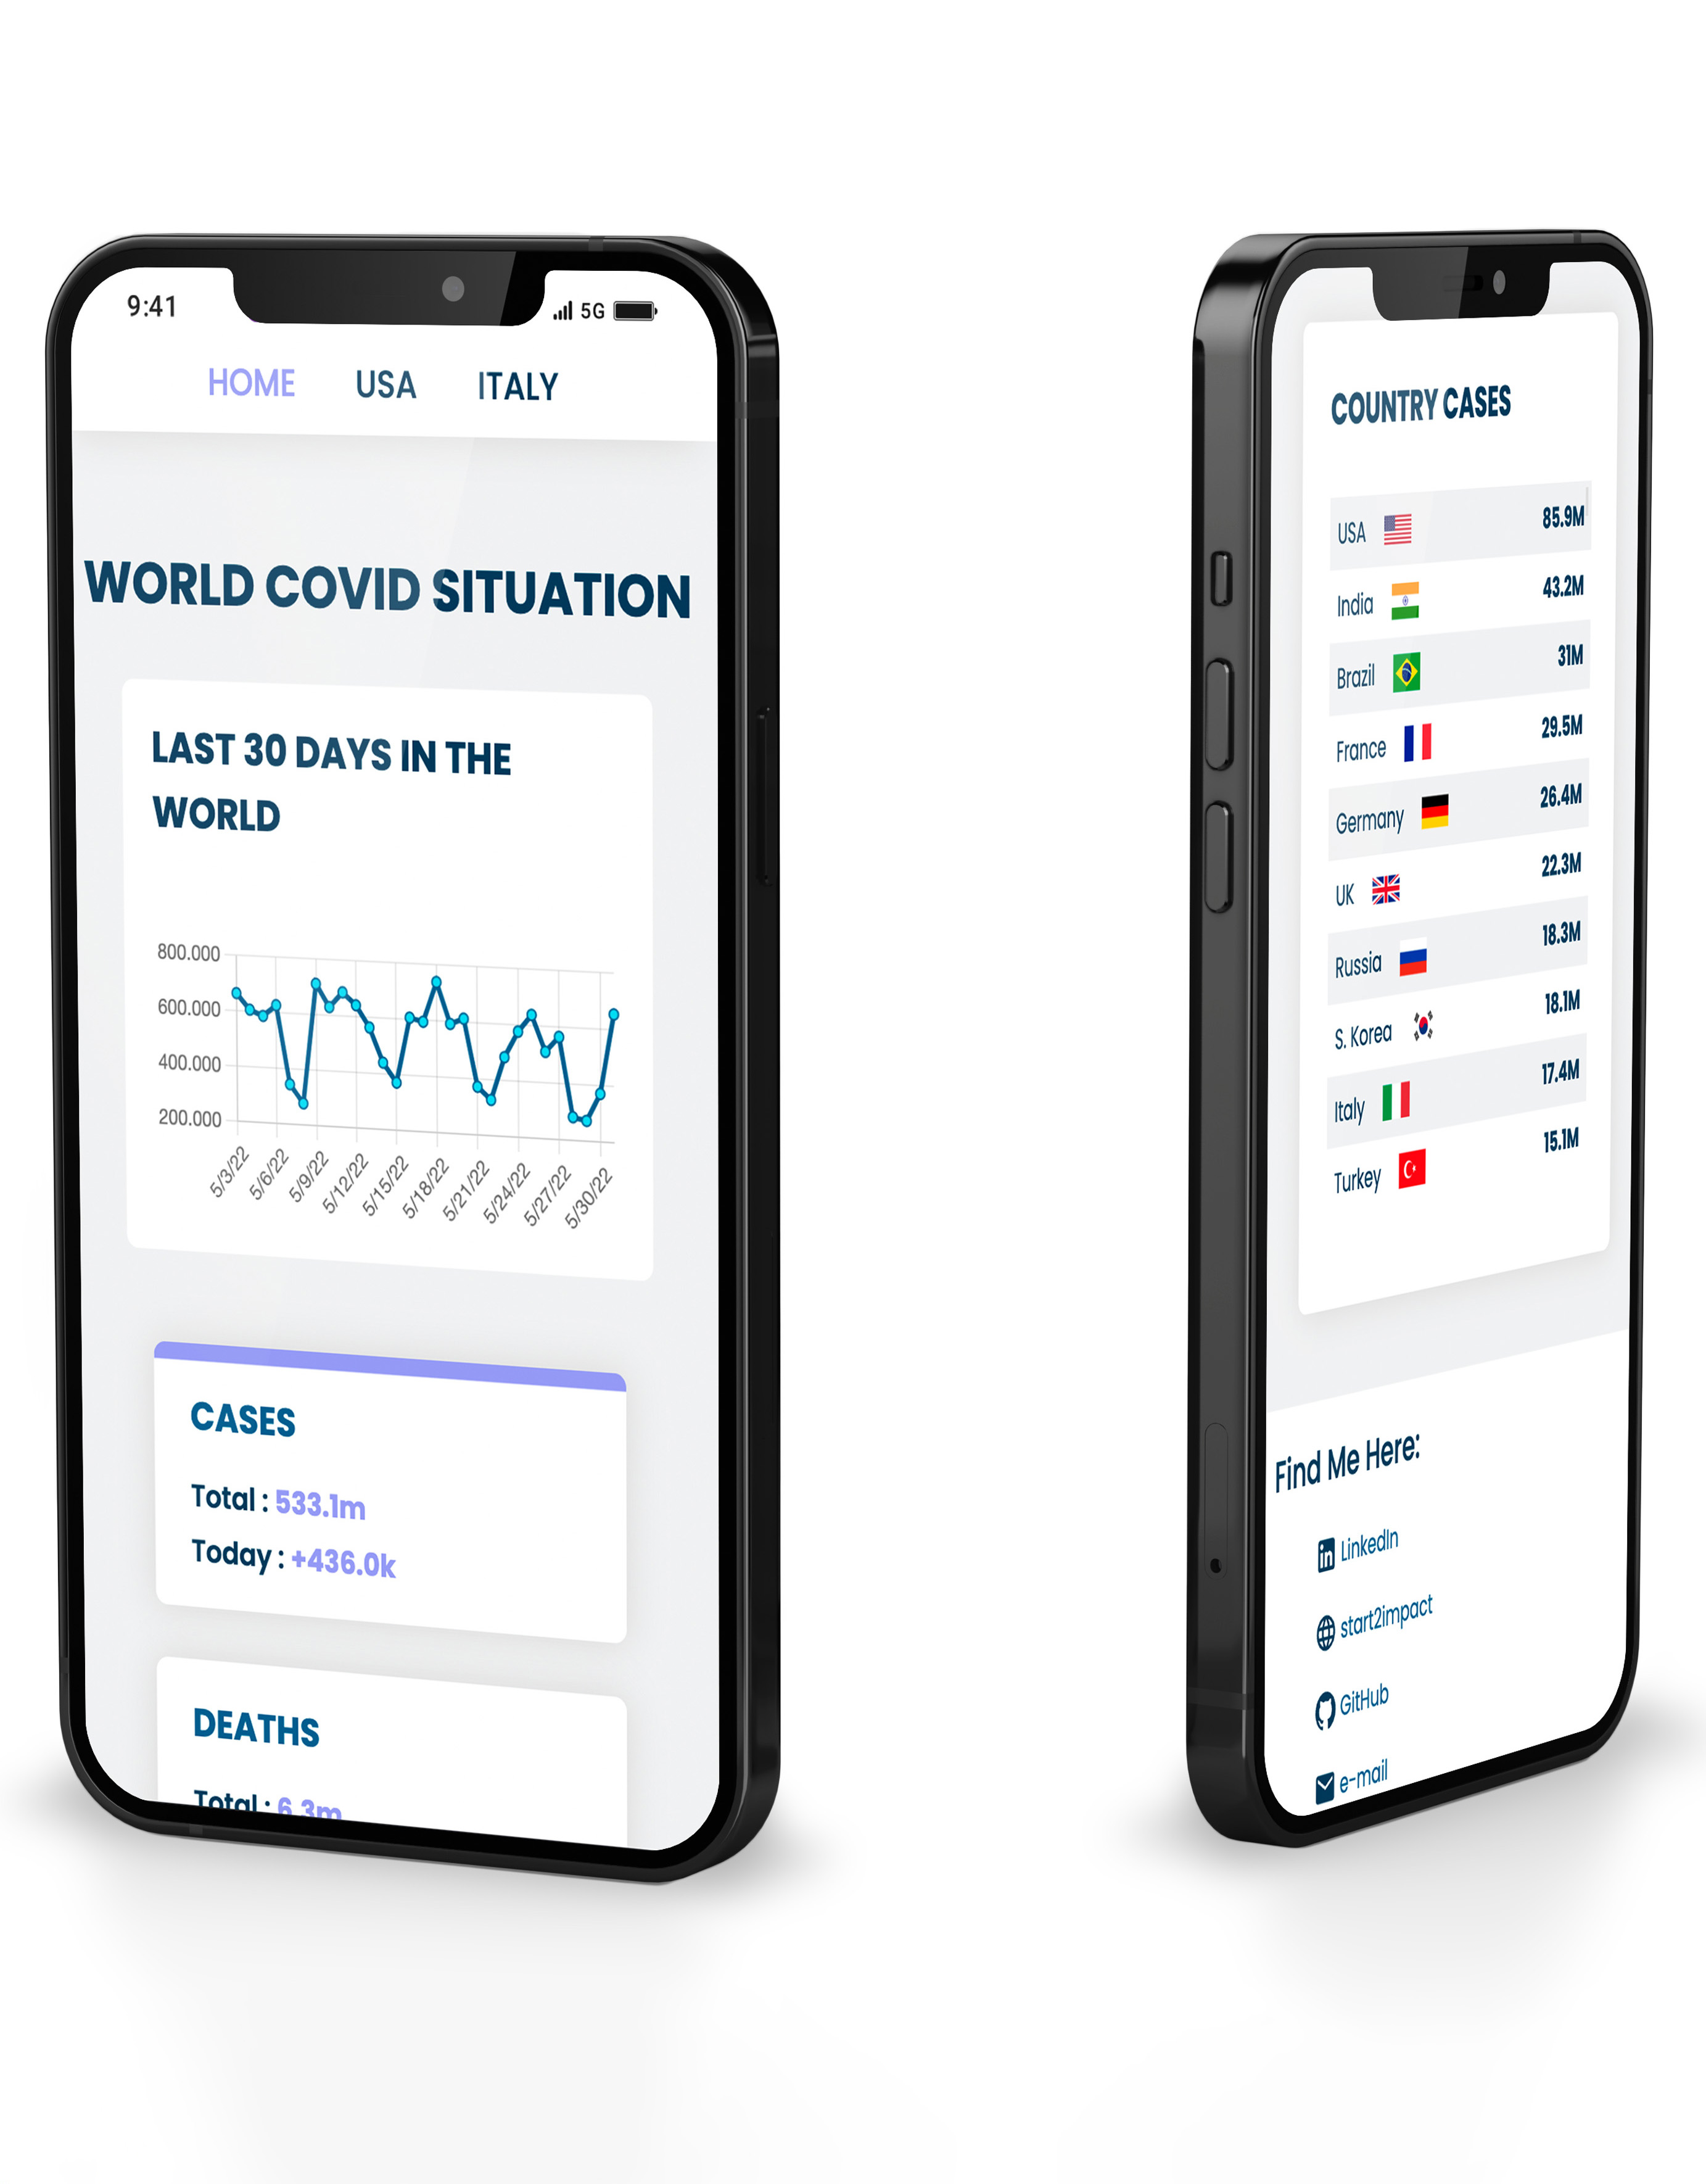 9:41
5G
HOME USA ITALY
WORLD COVID SITUATION
LAST 30 DAYS IN THE
WORLD
800.000
600.000
400.000
200.000
5/3/22 5/6/22 5/9/22 5/12/22 5/15/22 5/18/22 5/21/22 5/24/22 5/27/22 5/30/22
CASES
Total : 533.1m
Today : +436.0k
DEATHS
Total : 6.3m
COUNTRY CASES
USA 85.9M
India 43.2M
Brazil 31M
France 29.5M
Germany 26.4M
UK 22.3M
Russia 18.3M
S. Korea 18.1M
Italy 17.4M
Turkey 15.1M
Find Me Here:
in LinkedIn
start2impact
GitHub
e-mail